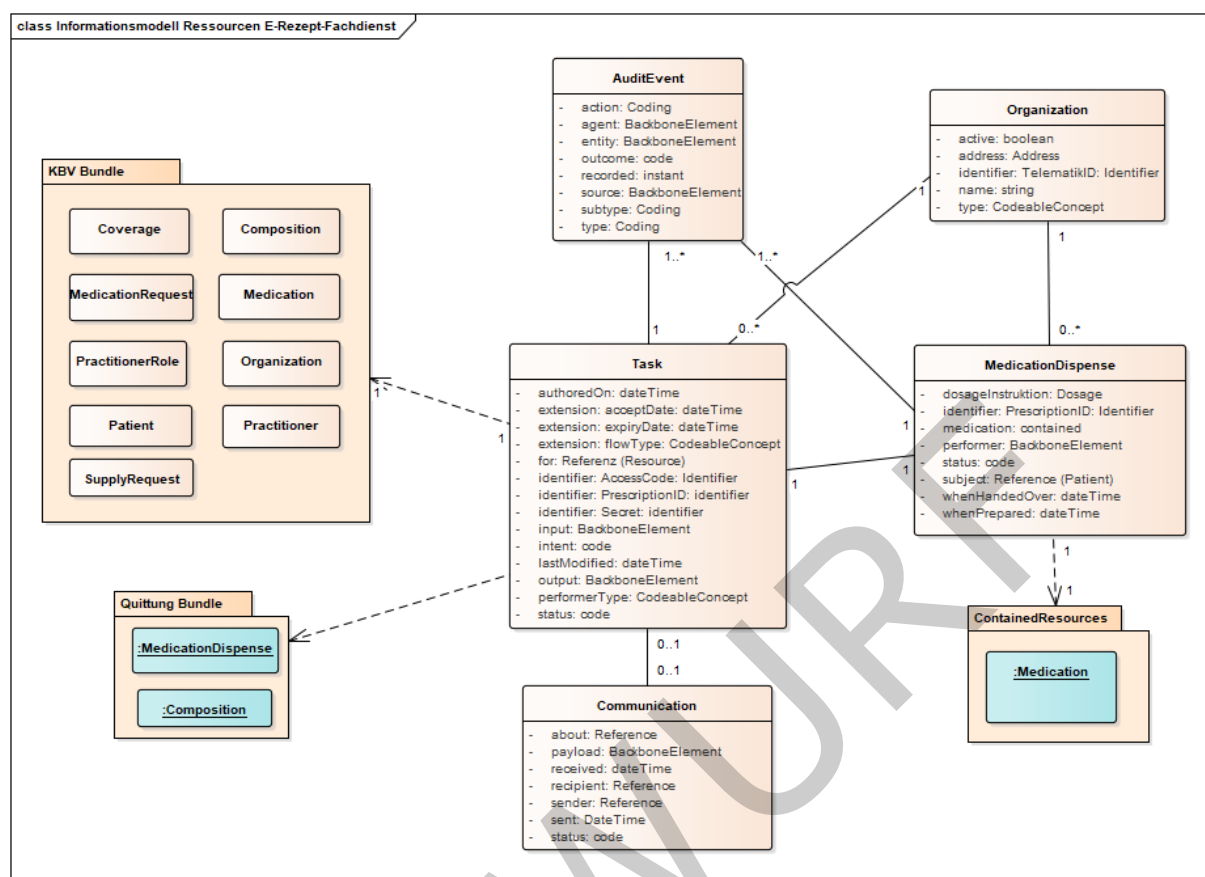 class Informationsmodell Ressourcen E-Rezept-Fachdienst
AuditEvent
- action: Coding
- agent: BackboneElement
- entity: BackboneElement
- outcome: code
- recorded: instant
- source: BackboneElement
- subtype: Coding
- type: Coding
Organization
- active: boolean
- address: Address
- identifier: TelematikID: Identifier
- name: string
- type: CodeableConcept
KBV Bundle
Coverage
Composition
MedicationRequest
Medication
PractitionerRole
Organization
Patient
Practitioner
SupplyRequest
1..*
1..*
1
1
1
0..*
0..*
Task
- authoredOn: dateTime
- extension: acceptDate: dateTime
- extension: expiryDate: dateTime
- extension: flowType: CodeableConcept
- for: Referenz (Resource)
- identifier: AccessCode: Identifier
- identifier: PrescriptionID: identifier
- identifier: Secret: identifier
- input: BackboneElement
- intent: code
- lastModified: dateTime
- output: BackboneElement
- performerType: CodeableConcept
- status: code
MedicationDispense
- dosageInstruktion: Dosage
- identifier: PrescriptionID: Identifier
- medication: contained
- performer: BackboneElement
- status: code
- subject: Reference (Patient)
- whenHandedOver: dateTime
- whenPrepared: dateTime
1
1
1
1
1
1
1
Quittung Bundle
:MedicationDispense
:Composition
ContainedResources
:Medication
0..1
0..1
Communication
- about: Reference
- payload: BackboneElement
- received: dateTime
- recipient: Reference
- sender: Reference
- sent: DateTime
- status: code
WURF